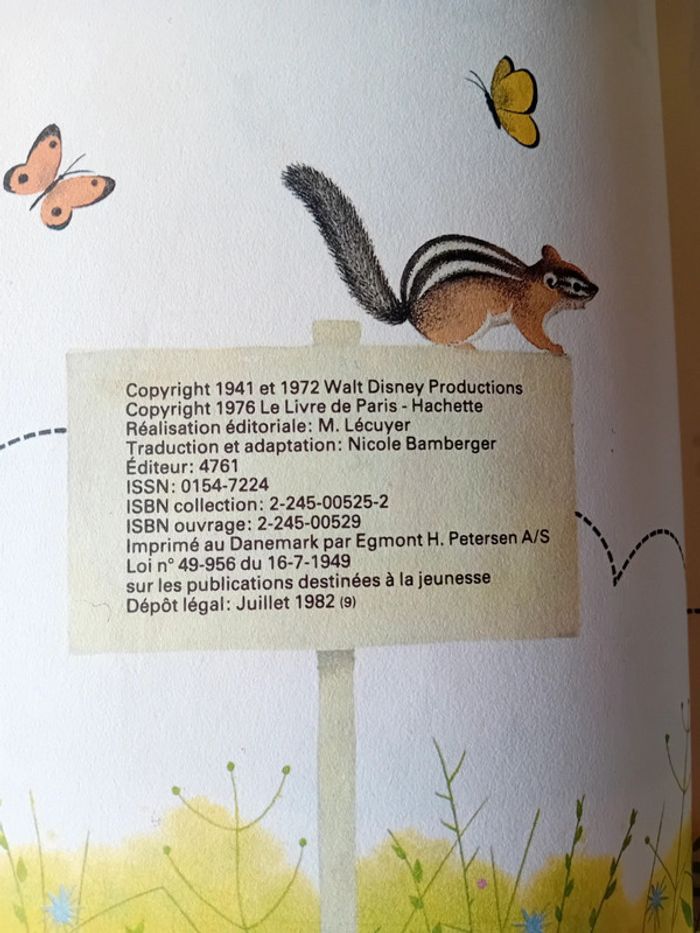 Copyright 1941 et 1972 Walt Disney Productions
Copyright 1976 Le Livre de Paris - Hachette
Réalisation éditoriale: M. Lécuyer
Traduction et adaptation: Nicole Bamberger
Éditeur: 4761
ISSN: 0154-7224
ISBN collection: 2-245-00525-2
ISBN ouvrage: 2-245-00529
Imprimé au Danemark par Egmont H. Petersen A/S
Loi n° 49-956 du 16-7-1949
sur les publications destinées à la jeunesse
Dépôt légal: Juillet 1982 (9)